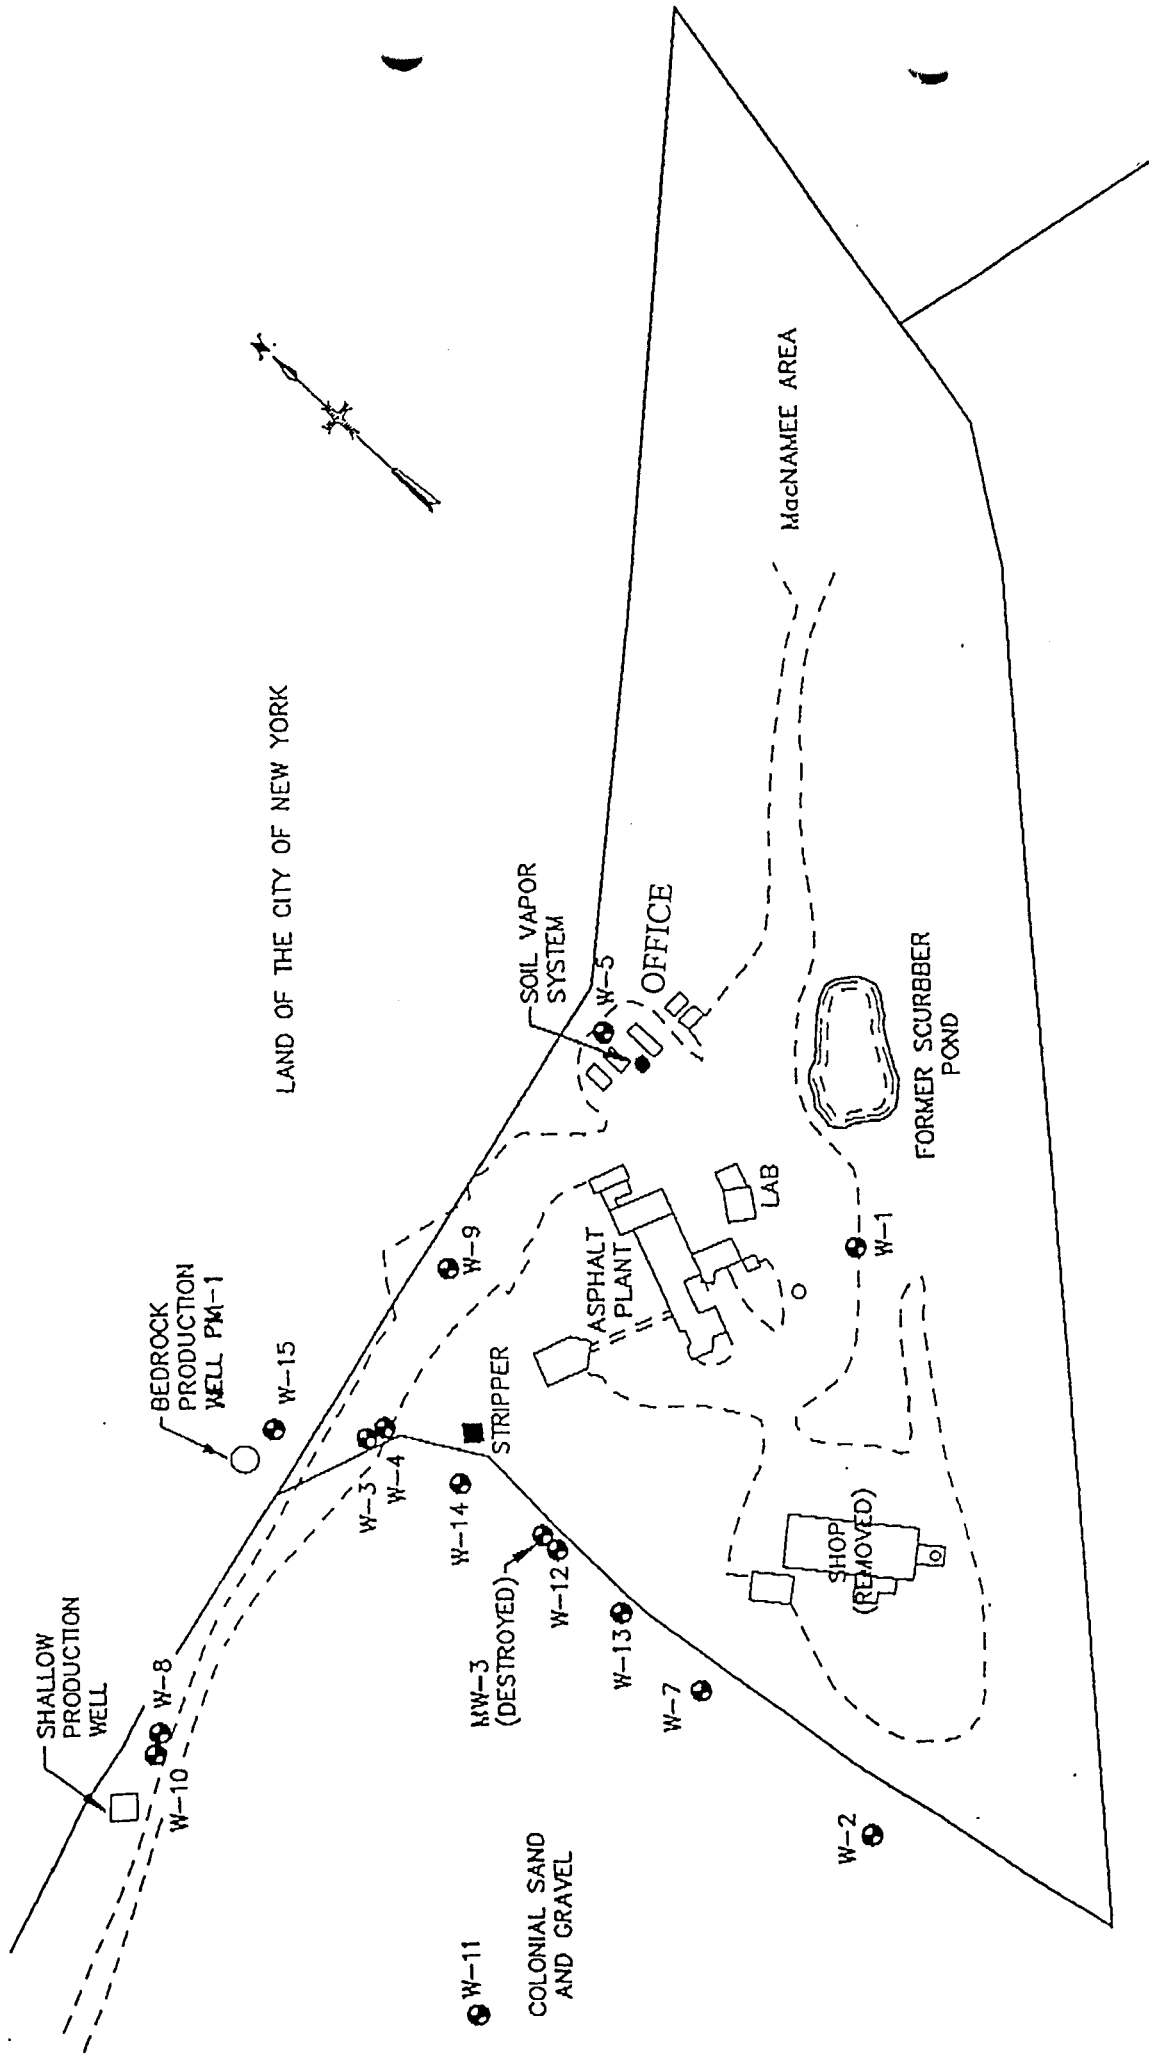 N
LAND OF THE CITY OF NEW YORK
MacNAMEE AREA
SOIL VAPOR
SYSTEM
W-5
OFFICE
FORMER SCURBBER
POND
BEDROCK
PRODUCTION
WELL PM-1
W-15
W-9
ASPHALT
PLANT
LAB
W-1
STRIPPER
W-3
W-4
W-14
MW-3
(DESTROYED)
W-12
W-13
W-7
SHOP
(REMOVED)
SHALLOW
PRODUCTION
WELL
W-8
W-10
W-2
W-11
COLONIAL SAND
AND GRAVEL